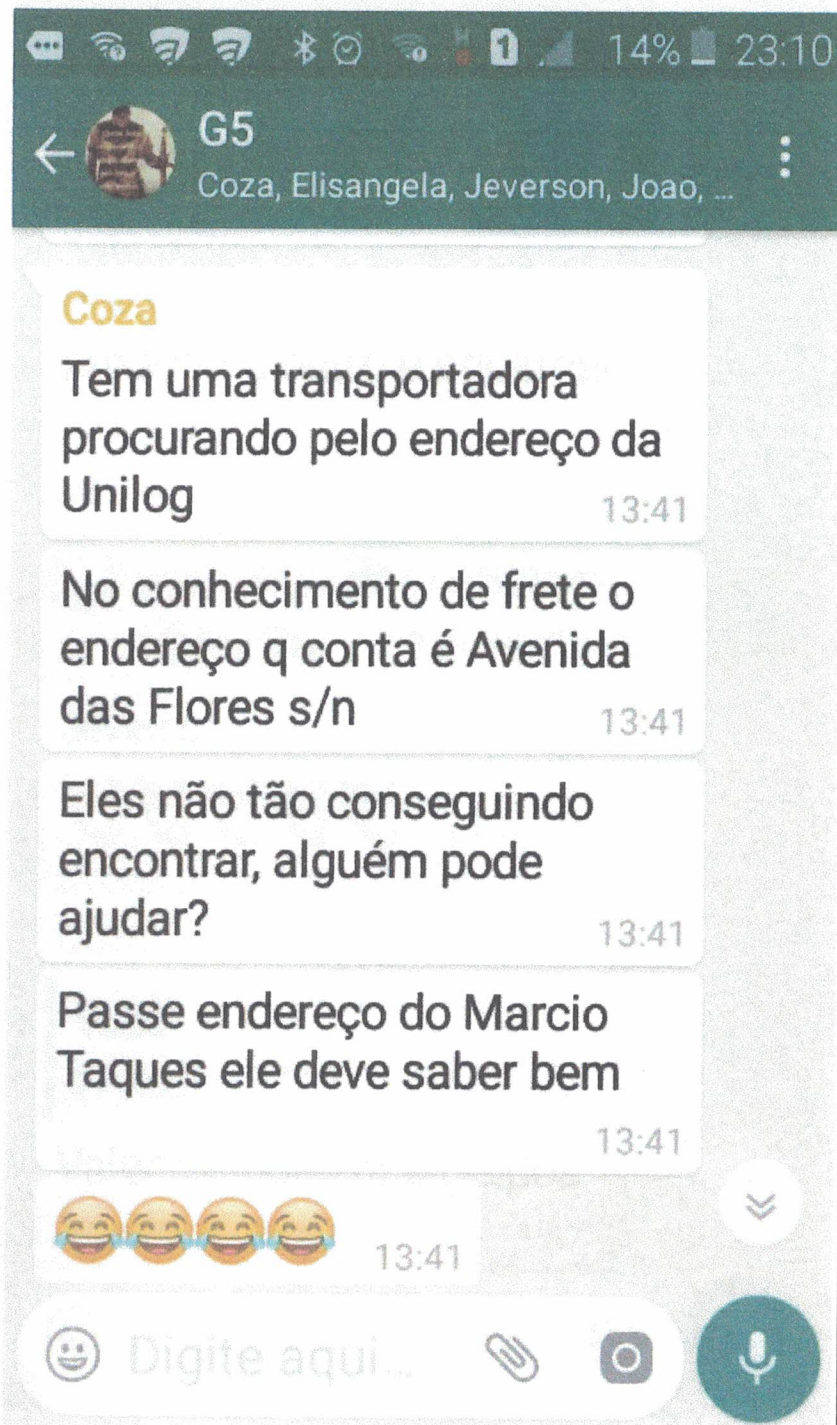 14% 23:10
G5
Coza, Elisangela, Jeverson, Joao, ...
Coza
Tem uma transportadora
procurando pelo endereço da
Unilog
13:41
No conhecimento de frete o
endereço q conta é Avenida
das Flores s/n
13:41
Eles não tão conseguindo
encontrar, alguém pode
ajudar?
13:41
Passe endereço do Marcio
Taques ele deve saber bem
13:41
😂😂😂😂 13:41
Digite aqui...